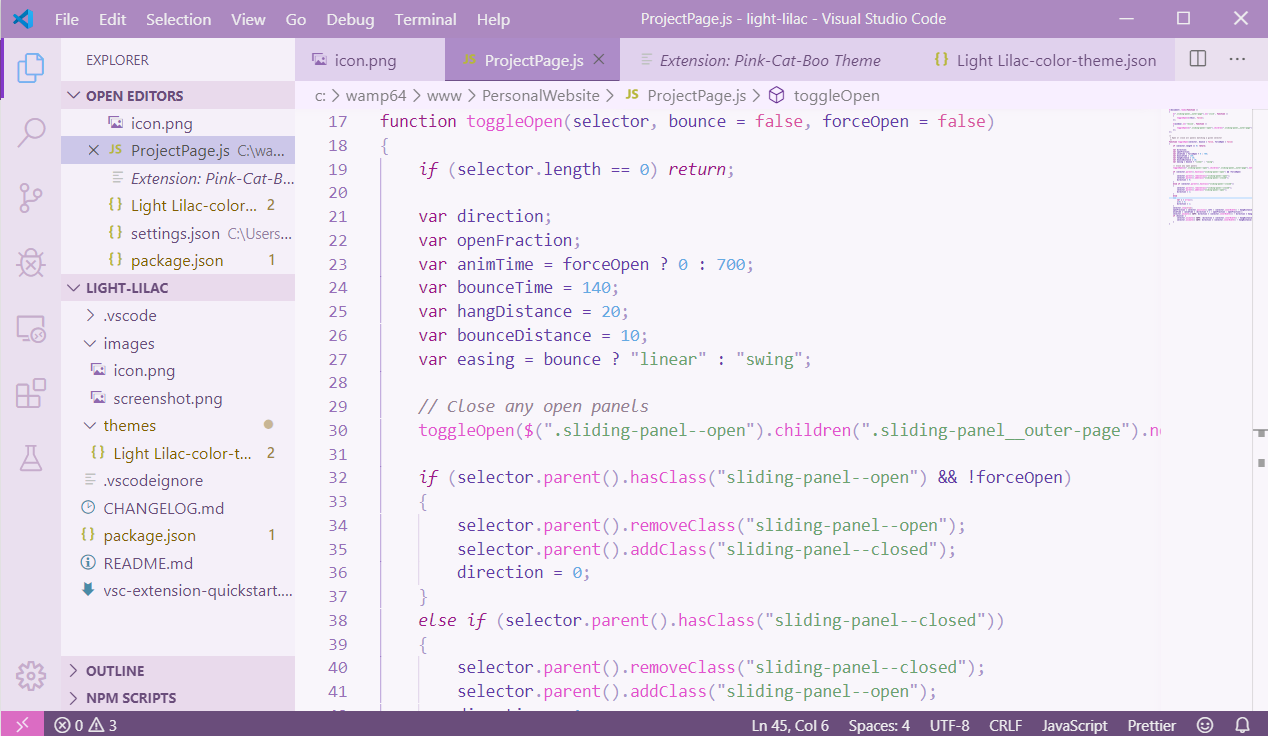 File Edit Selection View Go Debug Terminal Help ProjectPage.js - light-lilac - Visual Studio Code
EXPLORER
icon.png JS ProjectPage.js Extension: Pink-Cat-Boo Theme {} Light Lilac-color-theme.json
OPEN EDITORS
icon.png
JS ProjectPage.js C:\wa...
Extension: Pink-Cat-B...
{} Light Lilac-color... 2
{} settings.json C:\Users...
{} package.json 1
LIGHT-LILAC
.vscode
images
icon.png
screenshot.png
themes
{} Light Lilac-color-t... 2
.vscodeignore
CHANGELOG.md
{} package.json 1
README.md
vsc-extension-quickstart....
OUTLINE
NPM SCRIPTS
c: > wamp64 > www > PersonalWebsite > JS ProjectPage.js > toggleOpen
17 function toggleOpen(selector, bounce = false, forceOpen = false)
18 {
19 if (selector.length == 0) return;
20
21 var direction;
22 var openFraction;
23 var animTime = forceOpen ? 0 : 700;
24 var bounceTime = 140;
25 var hangDistance = 20;
26 var bounceDistance = 10;
27 var easing = bounce ? "linear" : "swing";
28
29 // Close any open panels
30 toggleOpen($(".sliding-panel--open").children(".sliding-panel__outer-page").n
31
32 if (selector.parent().hasClass("sliding-panel--open") && !forceOpen)
33 {
34 selector.parent().removeClass("sliding-panel--open");
35 selector.parent().addClass("sliding-panel--closed");
36 direction = 0;
37 }
38 else if (selector.parent().hasClass("sliding-panel--closed"))
39 {
40 selector.parent().removeClass("sliding-panel--closed");
41 selector.parent().addClass("sliding-panel--open");
0 3 Ln 45, Col 6 Spaces: 4 UTF-8 CRLF JavaScript Prettier